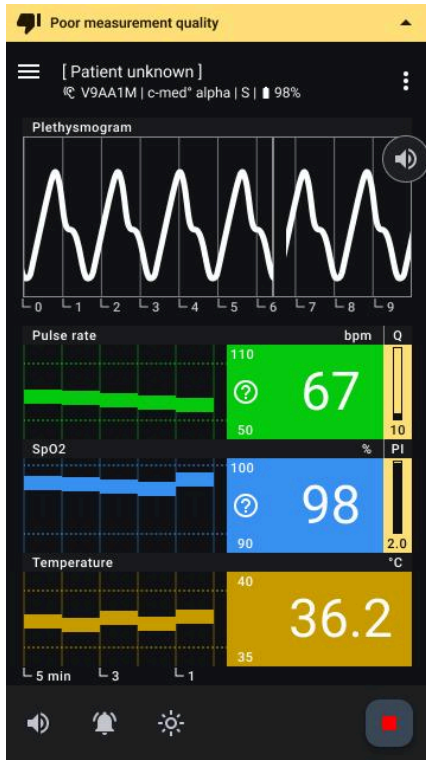 Poor measurement quality
[ Patient unknown ]
V9AA1M | c-med° alpha | S | 98%
Plethysmogram
0 1 2 3 4 5 6 7 8 9
Pulse rate bpm Q
110
67
50 10
SpO2 % PI
100
98
90 2.0
Temperature °C
40
36.2
35
5 min 3 1